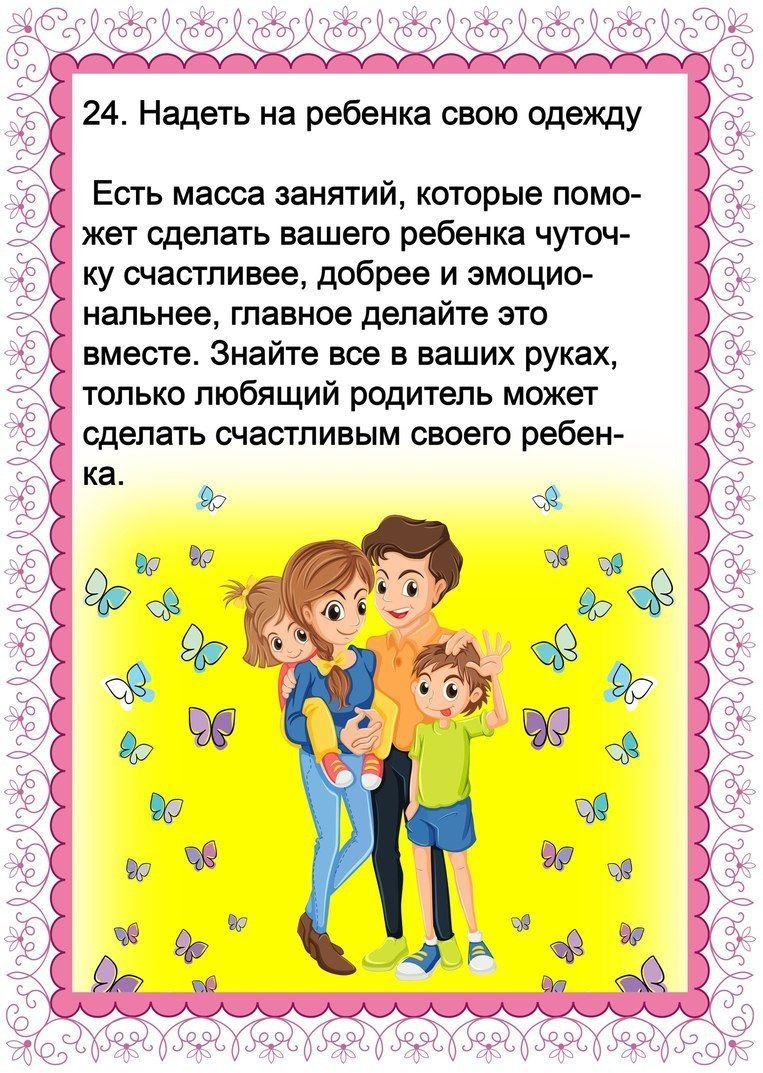 24. Надеть на ребенка свою одежду
Есть масса занятий, которые помо-
жет сделать вашего ребенка чуточ-
ку счастливее, добрее и эмоцио-
нальнее, главное делайте это
вместе. Знайте все в ваших руках,
только любящий родитель может
сделать счастливым своего ребен-
ка.